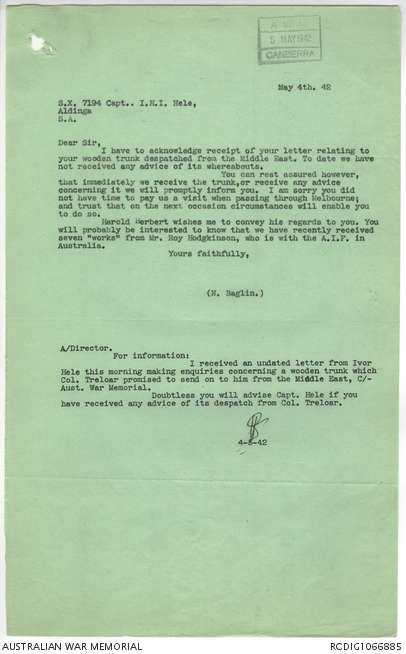 A W M
5 MAY 1942
CANBERRA
May 4th. 42
S.X. 7194 Capt.. I.H.I. Hele,
Aldinga
S.A.
Dear Sir,
I have to acknowledge receipt of your letter relating to
your wooden trunk despatched from the Middle East. To date we have
not received any advice of its whereabouts.
You can rest assured however,
that immediately we receive the trunk,or receive any advice
concerning it we will promptly inform you. I am sorry you did
not have time to pay us a visit when passing through Melbourne;
and trust that on the next occasion circumstances will enable you
to do so.
Harold Herbert wishes me to convey his regards to you. You
will probably be interested to know that we have recently received
seven "works" from Mr. Roy Hodgkinson, who is with the A.I.F. in
Australia.
Yours faithfully,
(N. Baglin.)
A/Director.
For information:
I received an undated letter from Ivor
Hele this morning making enquiries concerning a wooden trunk which
Col. Treloar promised to send on to him from the Middle East, C/-
Aust. War Memorial.
Doubtless you will advise Capt. Hele if you
have received any advice of its despatch from Col. Treloar.
4-5-42
AUSTRALIAN WAR MEMORIAL
RCDIG1066885